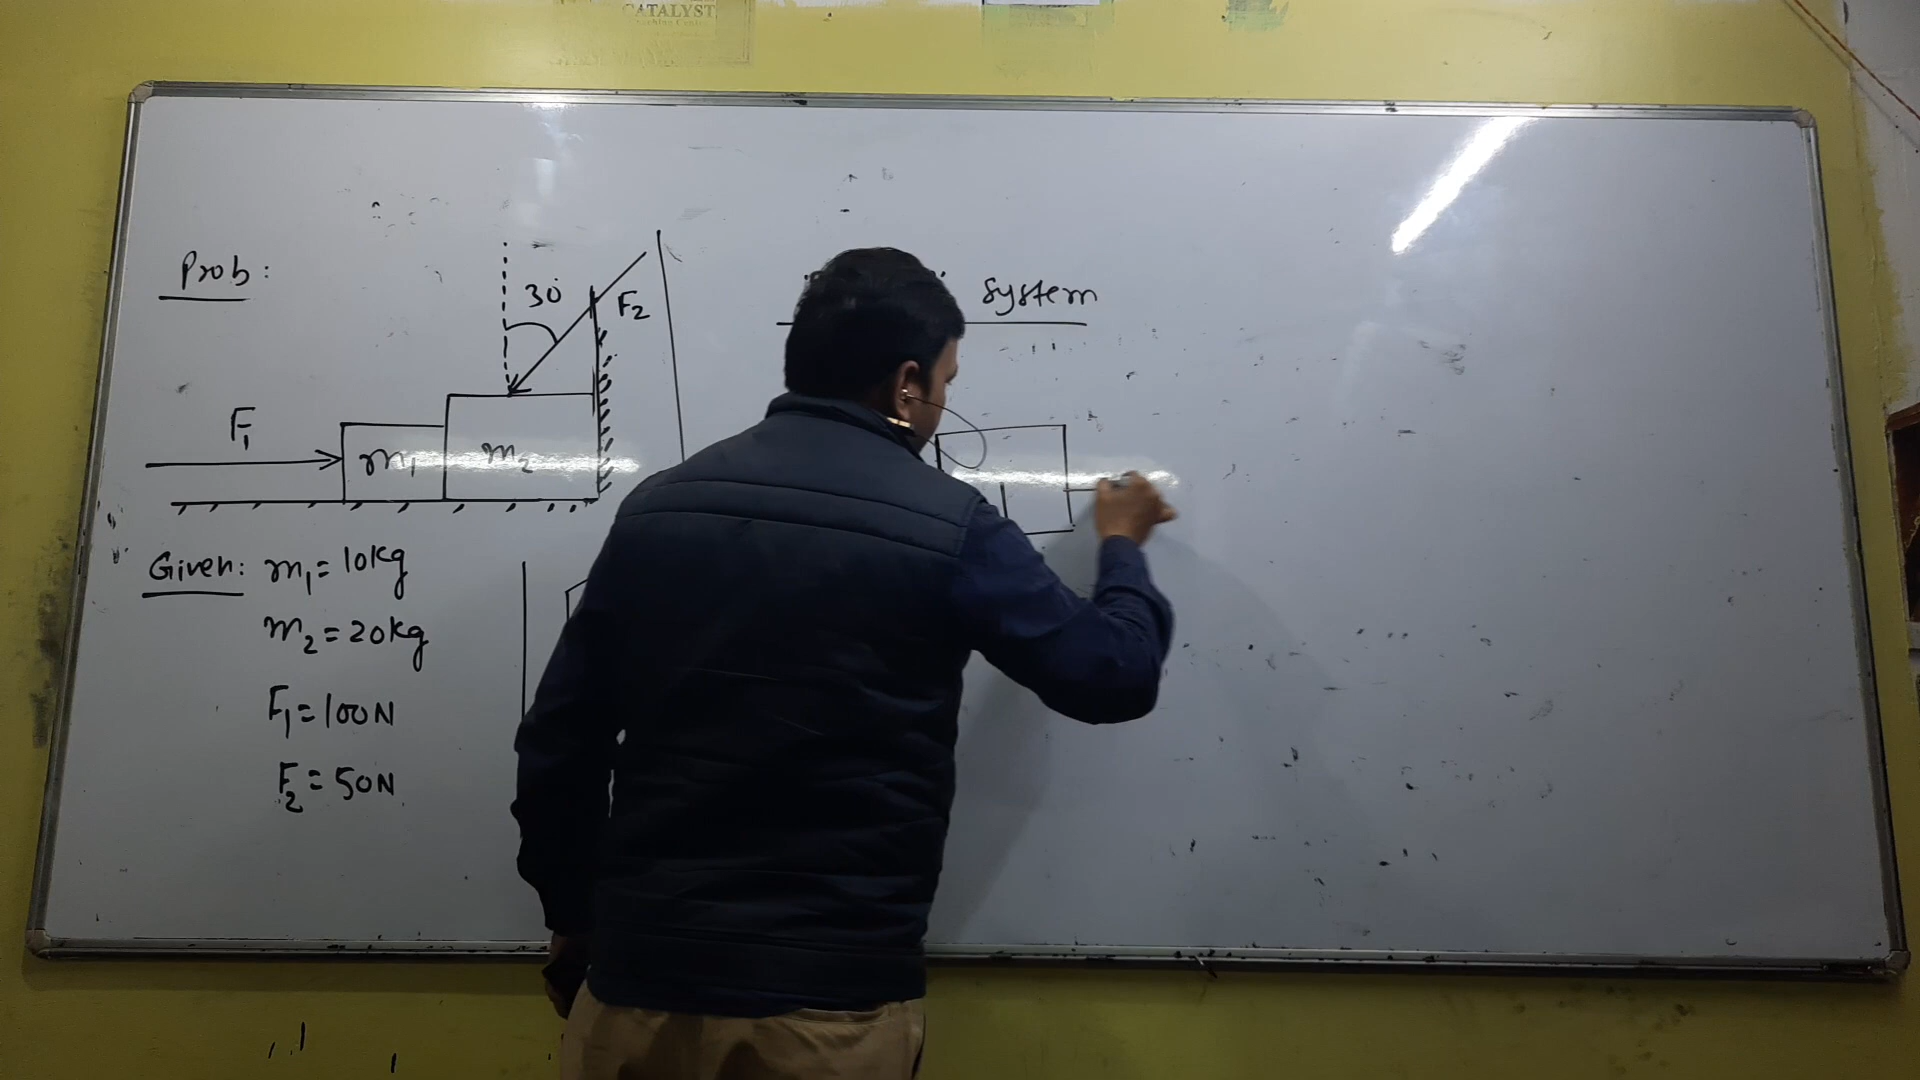 CATALYST
Prob:
30°
F2
F1
m1
m2
Given: m1 = 10kg
m2 = 20kg
F1 = 100N
F2 = 50N
system